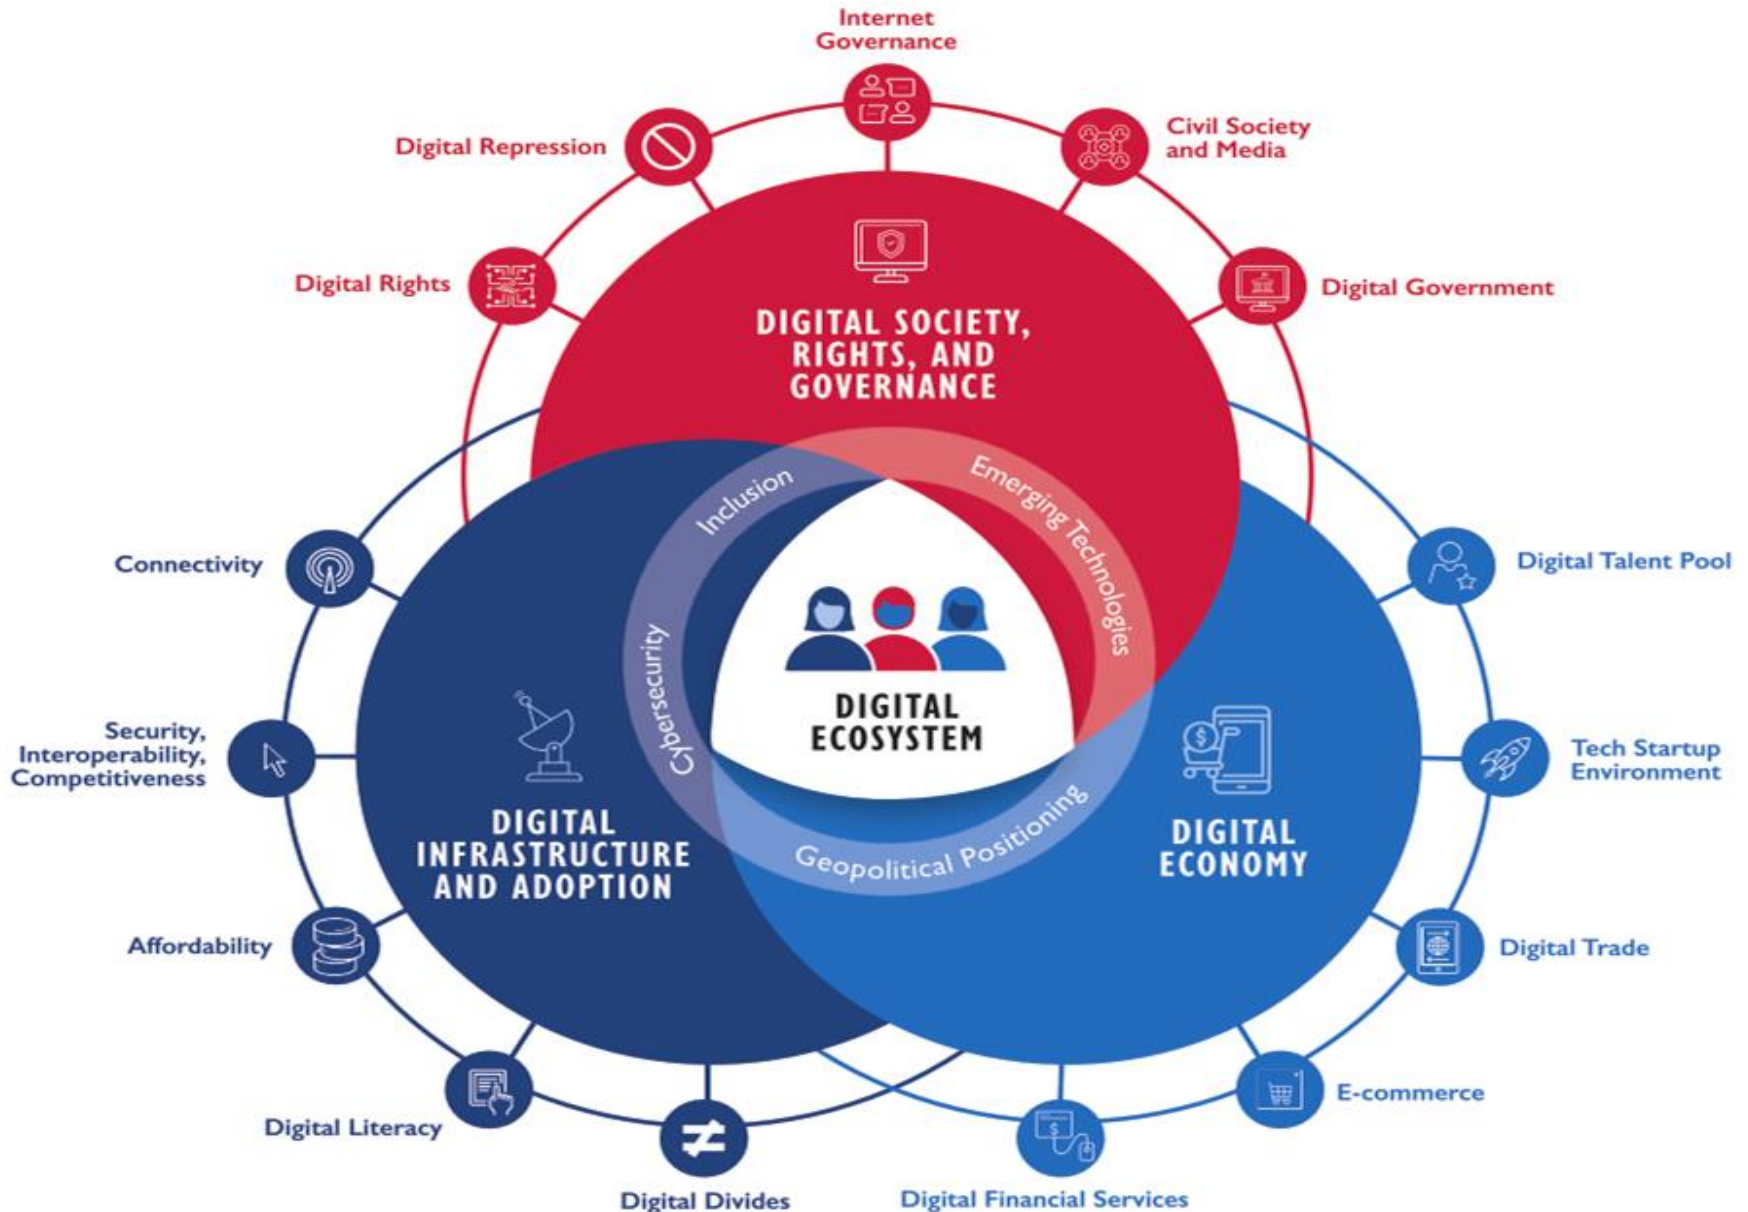 Internet
Governance
Digital Repression
Civil Society
and Media
Digital Rights
Digital Government
DIGITAL SOCIETY,
RIGHTS, AND
GOVERNANCE
Inclusion
Emerging Technologies
Cybersecurity
Geopolitical Positioning
DIGITAL
ECOSYSTEM
Connectivity
Security,
Interoperability,
Competitiveness
Affordability
Digital Literacy
Digital Divides
DIGITAL
INFRASTRUCTURE
AND ADOPTION
DIGITAL
ECONOMY
Digital Talent Pool
Tech Startup
Environment
Digital Trade
E-commerce
Digital Financial Services